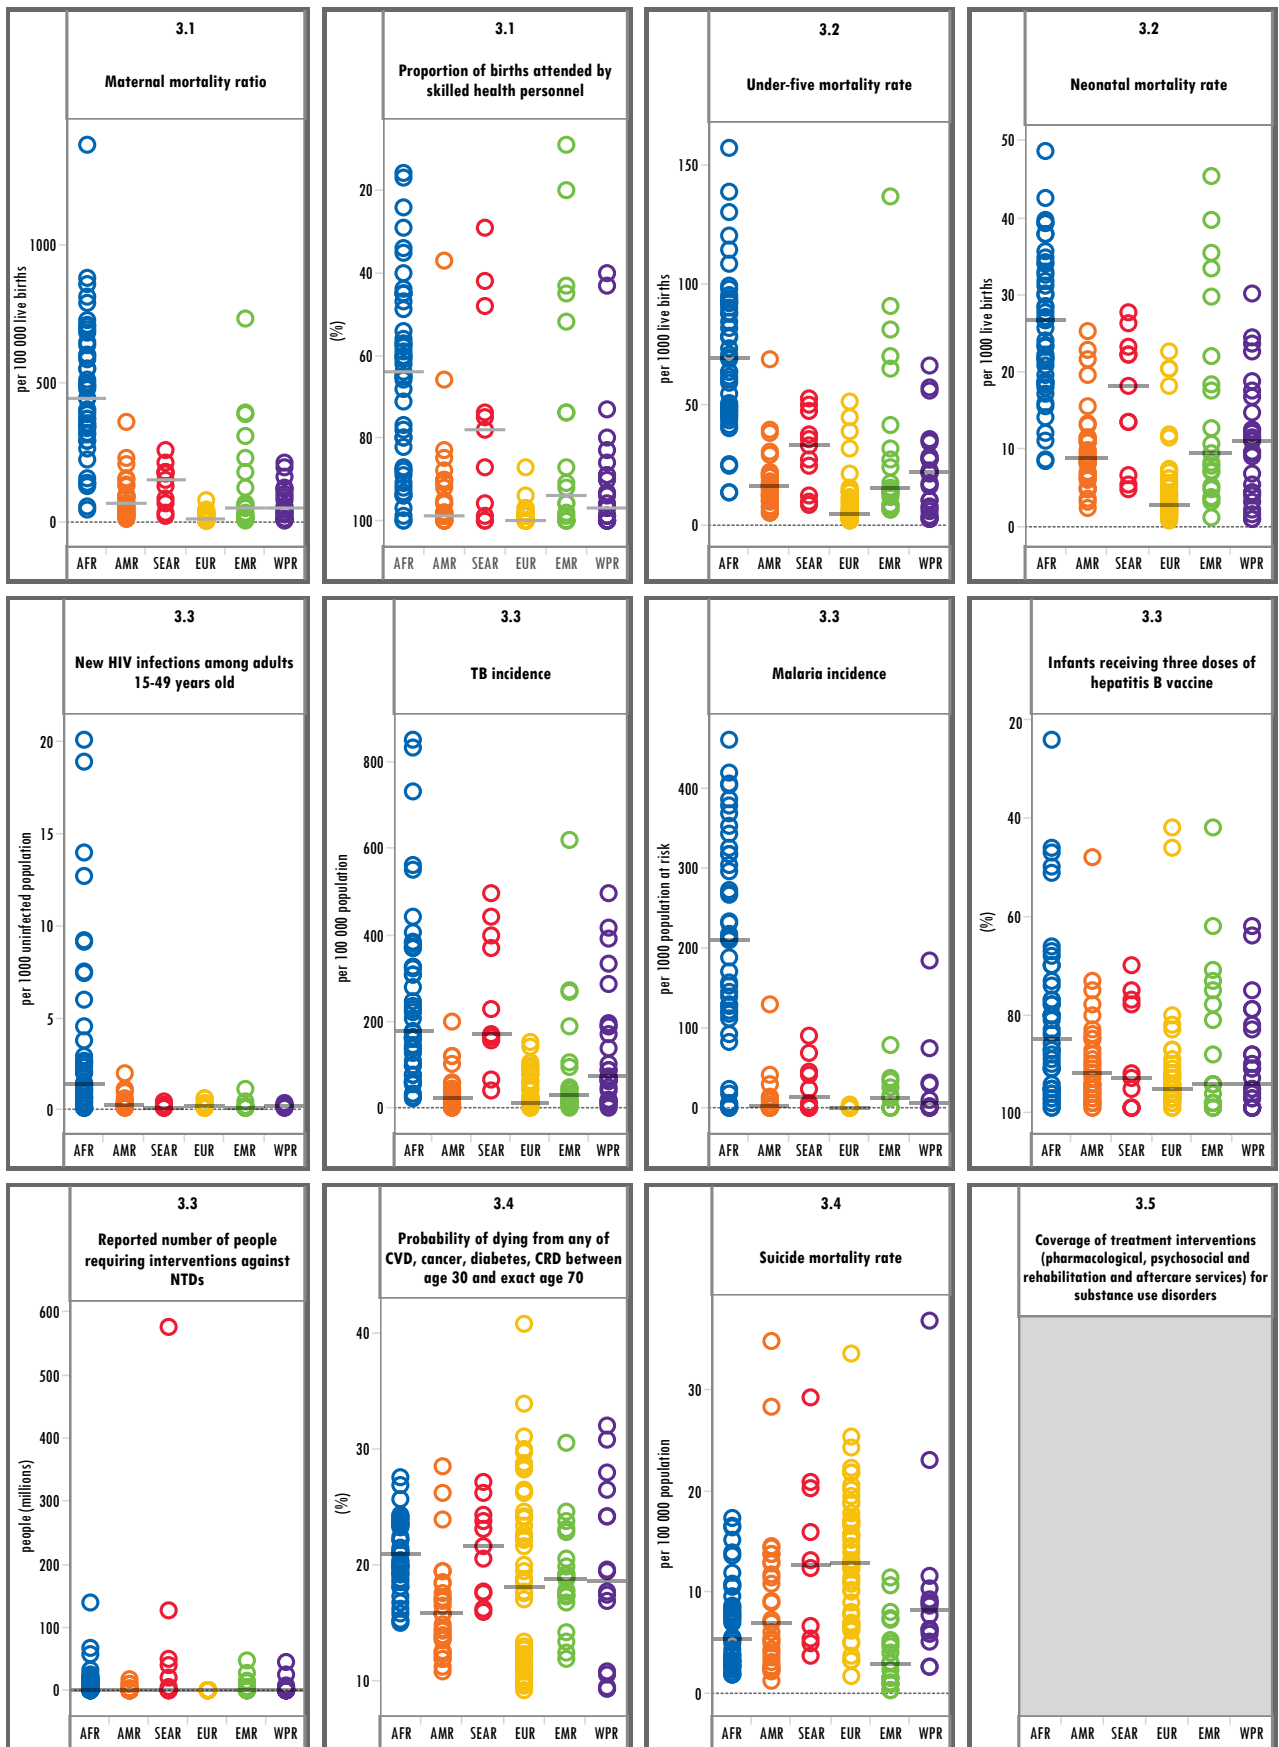 3.1
Maternal mortality ratio
per 100 000 live births
1000
500
0
AFR AMR SEAR EUR EMR WPR
3.1
Proportion of births attended by
skilled health personnel
(%)
20
40
60
80
100
AFR AMR SEAR EUR EMR WPR
3.2
Under-five mortality rate
per 1000 live births
150
100
50
0
AFR AMR SEAR EUR EMR WPR
3.2
Neonatal mortality rate
per 1000 live births
50
40
30
20
10
0
AFR AMR SEAR EUR EMR WPR
3.3
New HIV infections among adults
15-49 years old
per 1000 uninfected population
20
15
10
5
0
AFR AMR SEAR EUR EMR WPR
3.3
TB incidence
per 100 000 population
800
600
400
200
0
AFR AMR SEAR EUR EMR WPR
3.3
Malaria incidence
per 1000 population at risk
400
300
200
100
0
AFR AMR SEAR EUR EMR WPR
3.3
Infants receiving three doses of
hepatitis B vaccine
(%)
20
40
60
80
100
AFR AMR SEAR EUR EMR WPR
3.3
Reported number of people
requiring interventions against
NTDs
people (millions)
600
500
400
300
200
100
0
AFR AMR SEAR EUR EMR WPR
3.4
Probability of dying from any of
CVD, cancer, diabetes, CRD between
age 30 and exact age 70
(%)
40
30
20
10
AFR AMR SEAR EUR EMR WPR
3.4
Suicide mortality rate
per 100 000 population
30
20
10
0
AFR AMR SEAR EUR EMR WPR
3.5
Coverage of treatment interventions
(pharmacological, psychosocial and
rehabilitation and aftercare services) for
substance use disorders
AFR AMR SEAR EUR EMR WPR